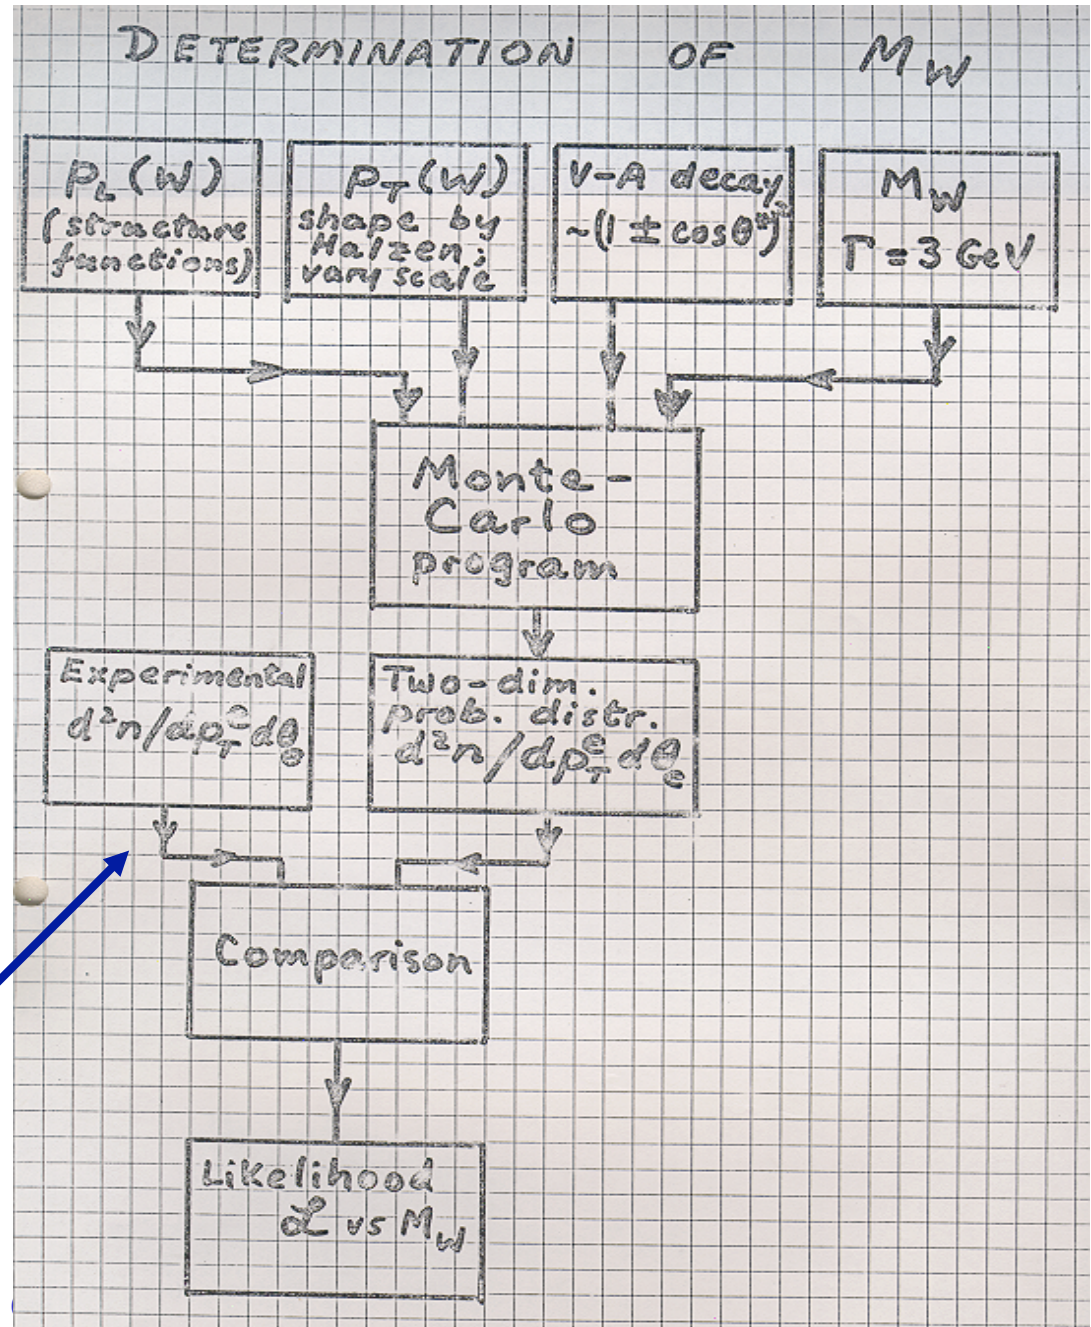 DETERMINATION OF M_W
p_L (W)
(structure
functions)
p_T (W)
shape by
Halzen;
vary scale
V-A decay
~(1 ± cosθ*)²
M_W
Γ = 3 GeV
Monte-
Carlo
program
Experimental
d²n/dp_T^e dθ_e
Two-dim.
prob. distr.
d²n/dp_T^e dθ_e
Comparison
Likelihood
ℒ vs M_W